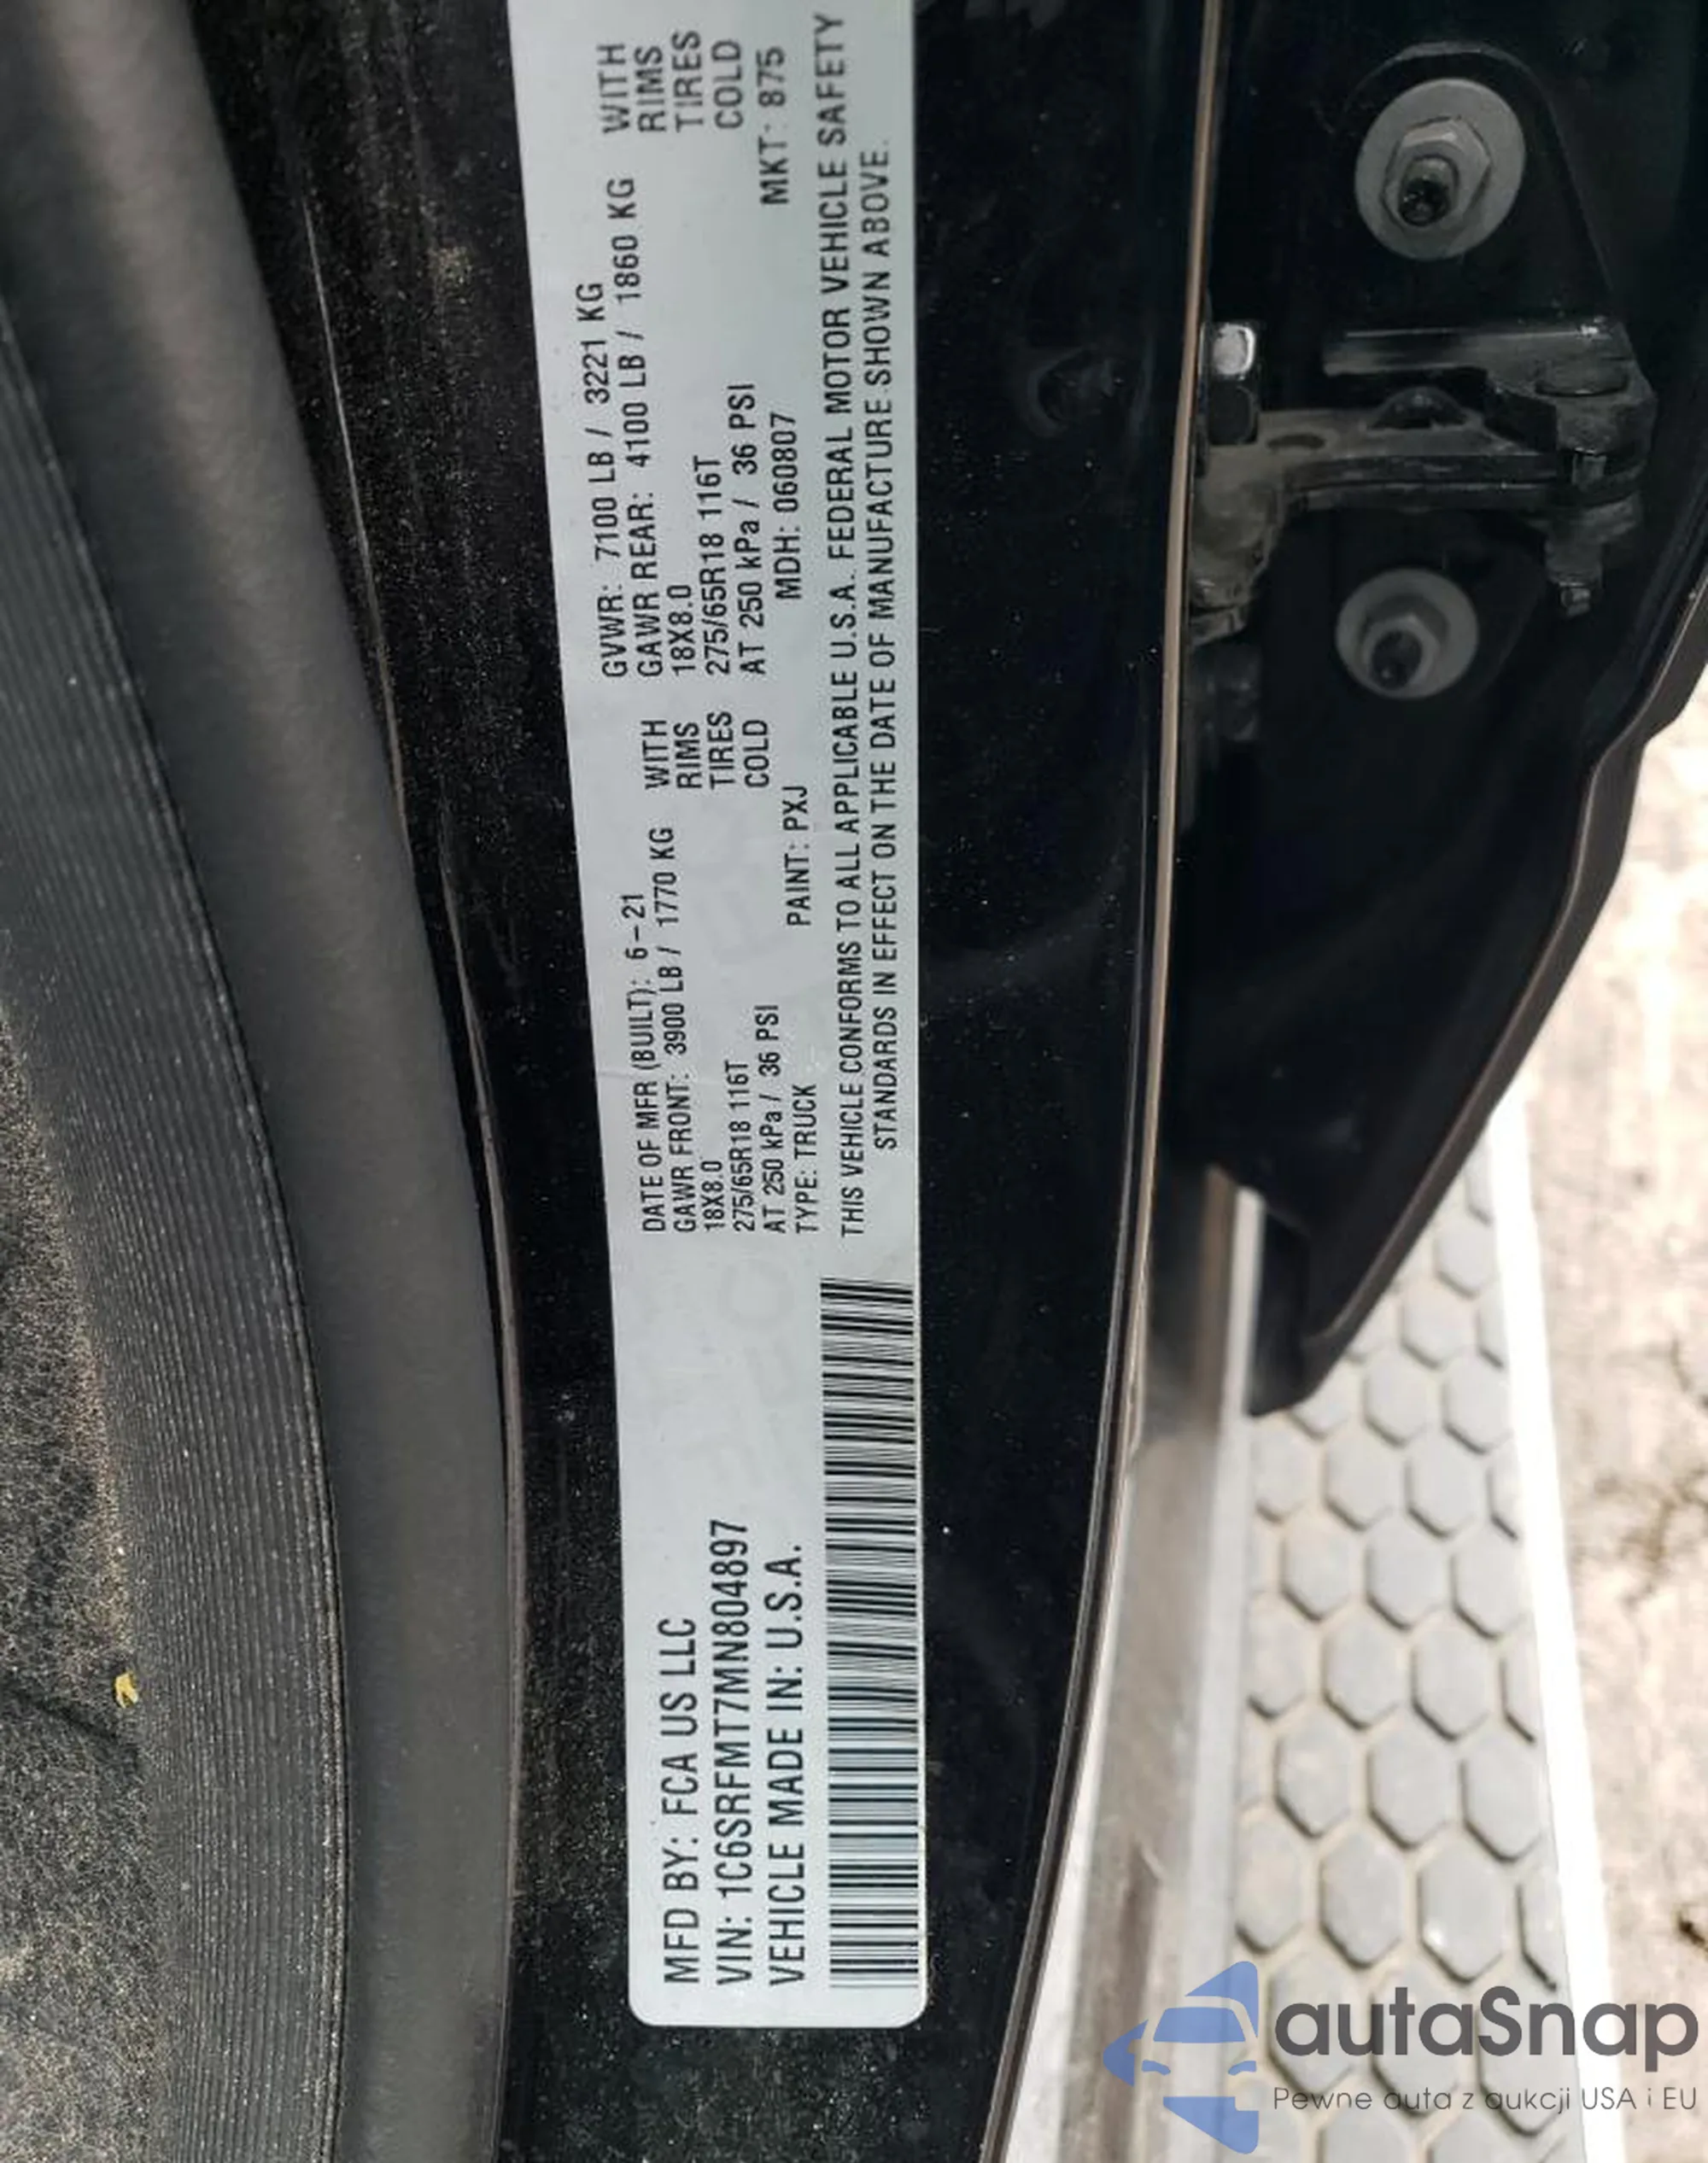 MFD BY: FCA US LLC
VIN: 1C6SRFMT7MN804897
VEHICLE MADE IN: U.S.A.
DATE OF MFR (BUILT): 6-21
GAWR FRONT: 3900 LB / 1770 KG WITH
18X8.0 RIMS
275/65R18 116T TIRES
AT 250 kPa / 36 PSI COLD
TYPE: TRUCK PAINT: PXJ
GVWR: 7100 LB / 3221 KG
GAWR REAR: 4100 LB / 1860 KG WITH
18X8.0 RIMS
275/65R18 116T TIRES
AT 250 kPa / 36 PSI COLD
MDH: 060807 MKT: 875
THIS VEHICLE CONFORMS TO ALL APPLICABLE U.S.A. FEDERAL MOTOR VEHICLE SAFETY
STANDARDS IN EFFECT ON THE DATE OF MANUFACTURE SHOWN ABOVE.
autaSnap
Pewne auta z aukcji USA i EU